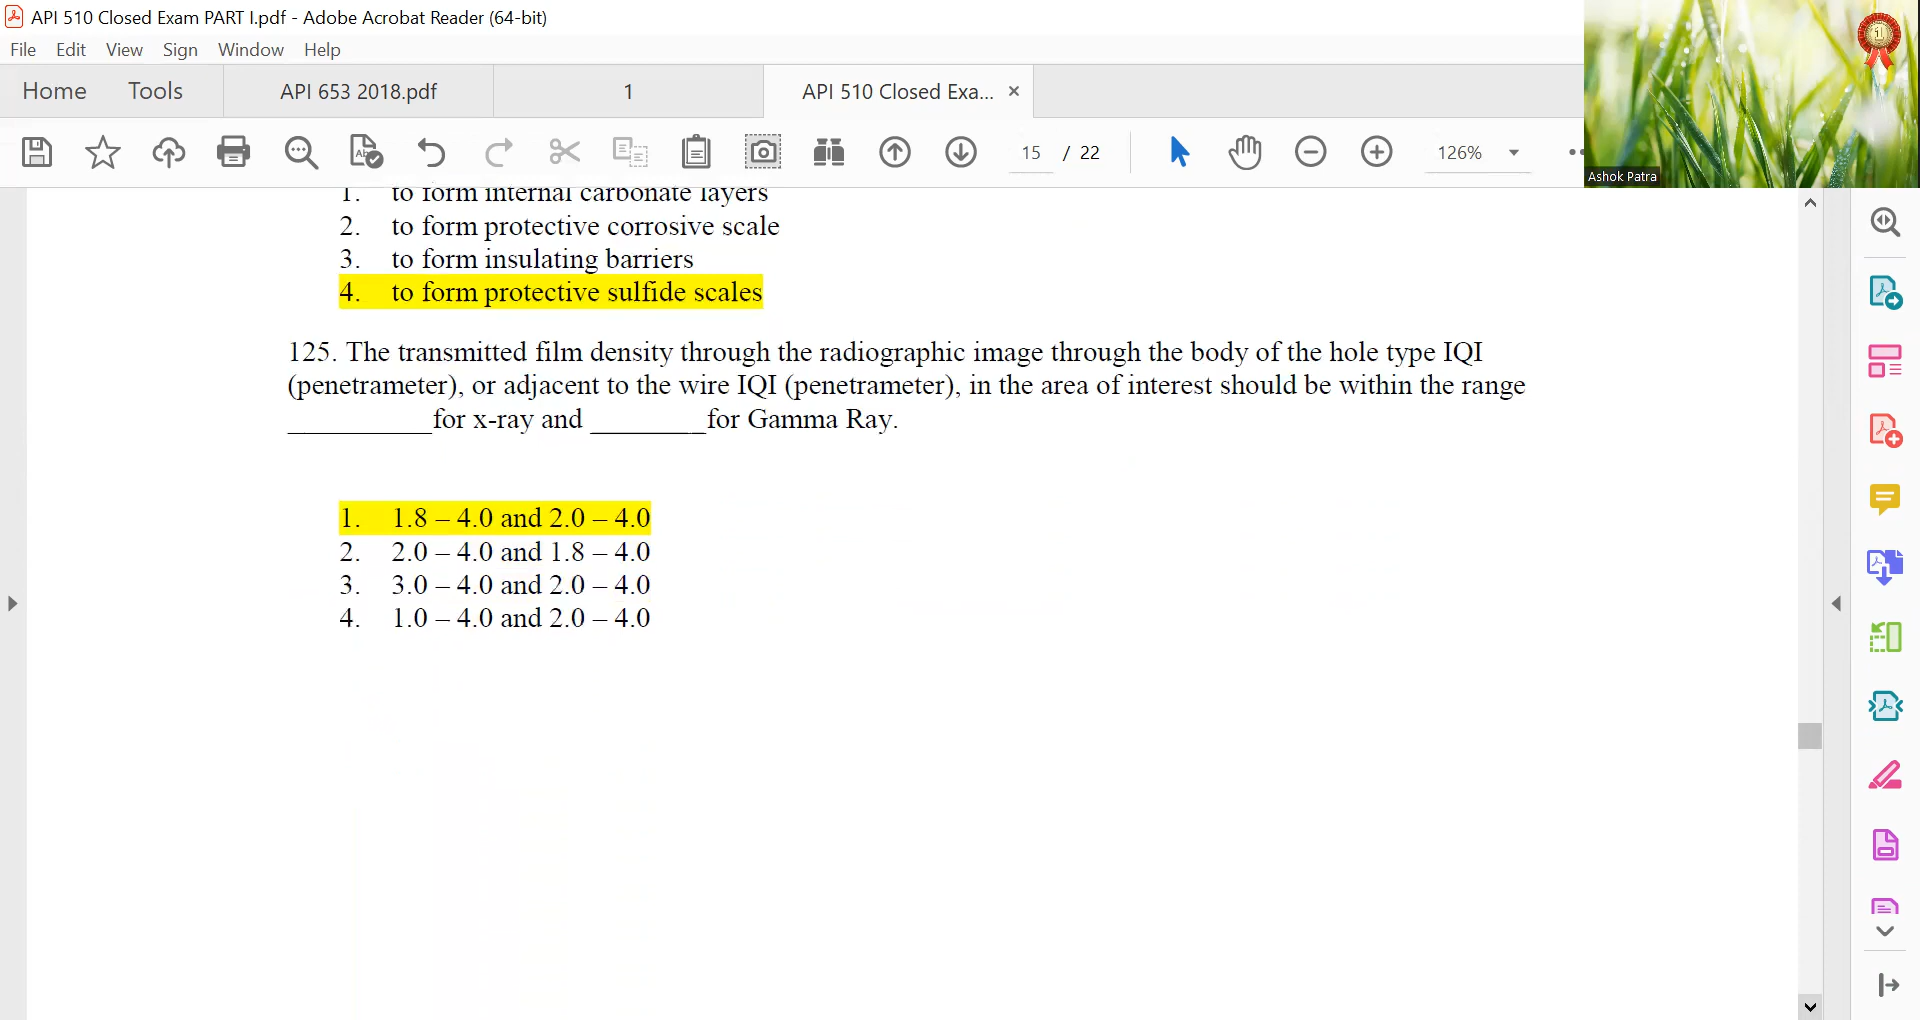 API 510 Closed Exam PART I.pdf - Adobe Acrobat Reader (64-bit)
File Edit View Sign Window Help
Home Tools API 653 2018.pdf 1 API 510 Closed Exa... ×
15 / 22 126%
Ashok Patra
1. to form internal carbonate layers
2. to form protective corrosive scale
3. to form insulating barriers
4. to form protective sulfide scales
125. The transmitted film density through the radiographic image through the body of the hole type IQI
(penetrameter), or adjacent to the wire IQI (penetrameter), in the area of interest should be within the range
__________for x-ray and ________for Gamma Ray.
1. 1.8 – 4.0 and 2.0 – 4.0
2. 2.0 – 4.0 and 1.8 – 4.0
3. 3.0 – 4.0 and 2.0 – 4.0
4. 1.0 – 4.0 and 2.0 – 4.0